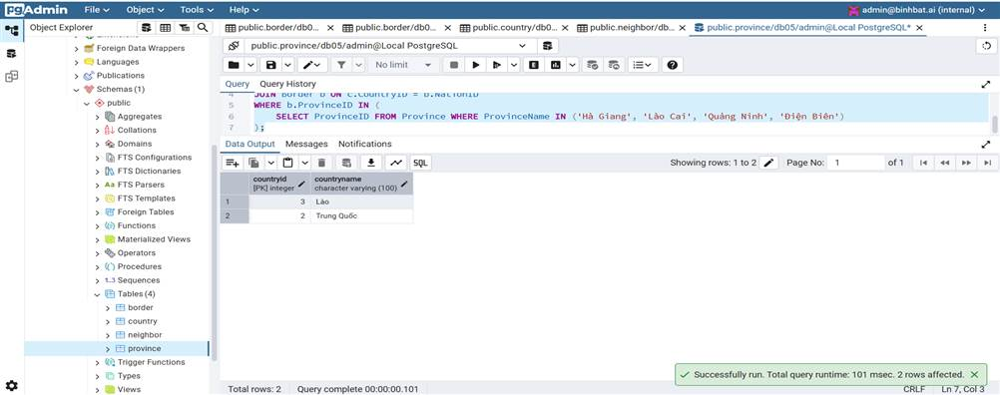 pgAdmin File Object Tools Help admin@binhbat.ai (internal)
Object Explorer public.border/db0... public.border/db0... public.country/db0... public.neighbor/db... public.province/db05/admin@Local PostgreSQL*
public.province/db05/admin@Local PostgreSQL
No limit
Query Query History
4 JOIN Border b ON c.CountryID = b.NationID
5 WHERE b.ProvinceID IN (
6 SELECT ProvinceID FROM Province WHERE ProvinceName IN ('Hà Giang', 'Lào Cai', 'Quảng Ninh', 'Điện Biên')
7 );
Data Output Messages Notifications
SQL Showing rows: 1 to 2 Page No: 1 of 1
countryid countryname
[PK] integer character varying (100)
1 3 Lào
2 2 Trung Quốc
Extensions
Foreign Data Wrappers
Languages
Publications
Schemas (1)
public
Aggregates
Collations
Domains
FTS Configurations
FTS Dictionaries
Aa FTS Parsers
FTS Templates
Foreign Tables
Functions
Materialized Views
Operators
Procedures
1..3 Sequences
Tables (4)
border
country
neighbor
province
Trigger Functions
Types
Views
Successfully run. Total query runtime: 101 msec. 2 rows affected.
Total rows: 2 Query complete 00:00:00.101 CRLF Ln 7, Col 3